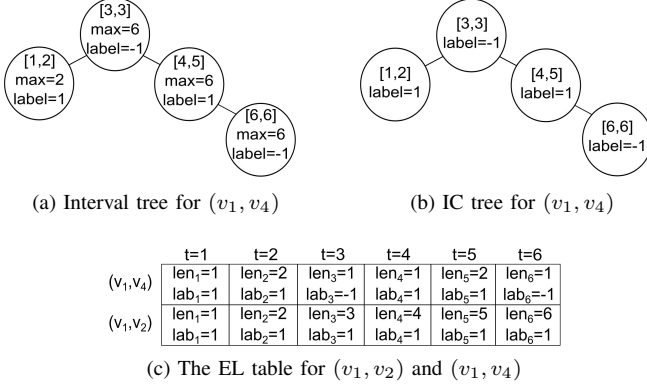 [3,3]
max=6
label=-1
[1,2]
max=2
label=1
[4,5]
max=6
label=1
[6,6]
max=6
label=-1
(a) Interval tree for (v₁, v₄)
[3,3]
label=-1
[1,2]
label=1
[4,5]
label=1
[6,6]
label=-1
(b) IC tree for (v₁, v₄)
t=1 t=2 t=3 t=4 t=5 t=6
(v₁,v₄)
len₁=1 len₂=2 len₃=1 len₄=1 len₅=2 len₆=1
lab₁=1 lab₂=1 lab₃=-1 lab₄=1 lab₅=1 lab₆=-1
(v₁,v₂)
len₁=1 len₂=2 len₃=3 len₄=4 len₅=5 len₆=6
lab₁=1 lab₂=1 lab₃=1 lab₄=1 lab₅=1 lab₆=1
(c) The EL table for (v₁, v₂) and (v₁, v₄)